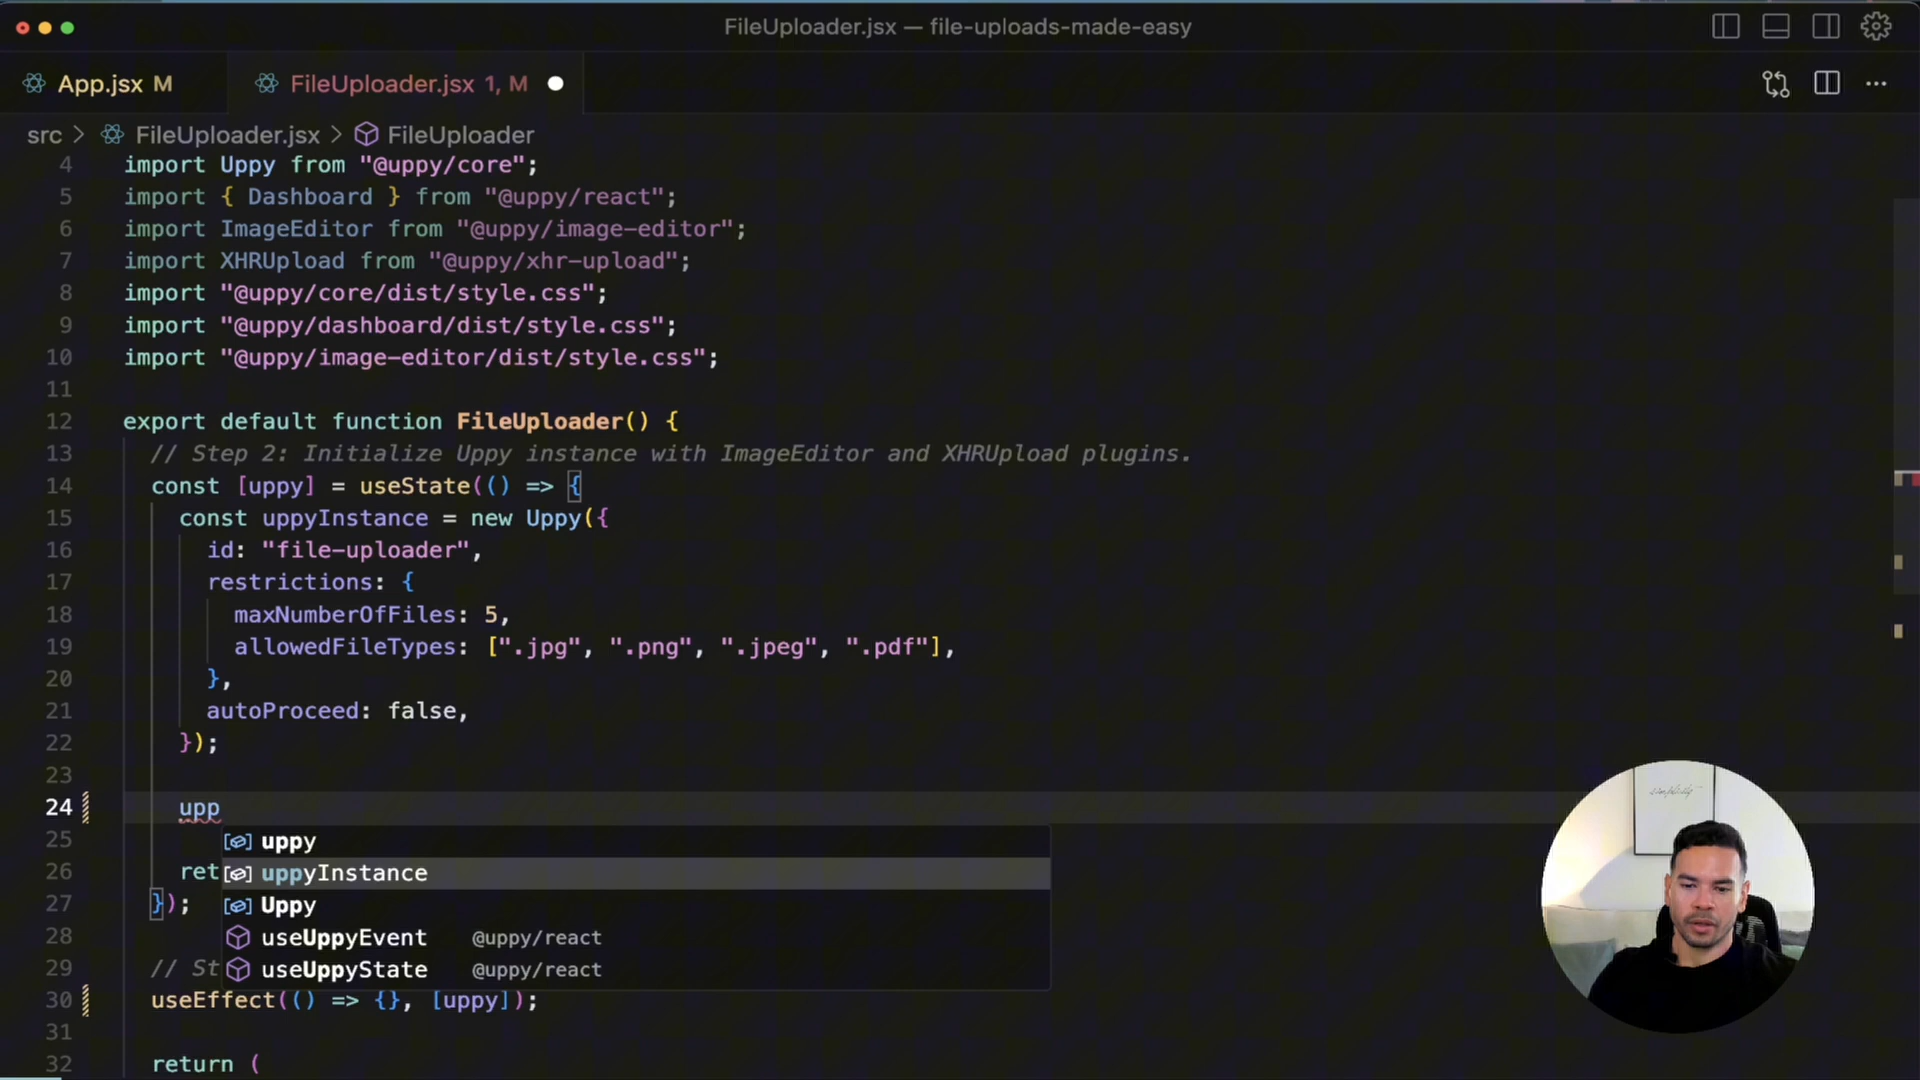 FileUploader.jsx — file-uploads-made-easy
App.jsx M
FileUploader.jsx 1, M
src > FileUploader.jsx > FileUploader
4 import Uppy from "@uppy/core";
5 import { Dashboard } from "@uppy/react";
6 import ImageEditor from "@uppy/image-editor";
7 import XHRUpload from "@uppy/xhr-upload";
8 import "@uppy/core/dist/style.css";
9 import "@uppy/dashboard/dist/style.css";
10 import "@uppy/image-editor/dist/style.css";
11
12 export default function FileUploader() {
13 // Step 2: Initialize Uppy instance with ImageEditor and XHRUpload plugins.
14 const [uppy] = useState(() => {
15 const uppyInstance = new Uppy({
16 id: "file-uploader",
17 restrictions: {
18 maxNumberOfFiles: 5,
19 allowedFileTypes: [".jpg", ".png", ".jpeg", ".pdf"],
20 },
21 autoProceed: false,
22 });
23
24 upp
25 uppy
26 ret uppyInstance
27 }); Uppy
28 useUppyEvent @uppy/react
29 // St useUppyState @uppy/react
30 useEffect(() => {}, [uppy]);
31
32 return (
simplicity